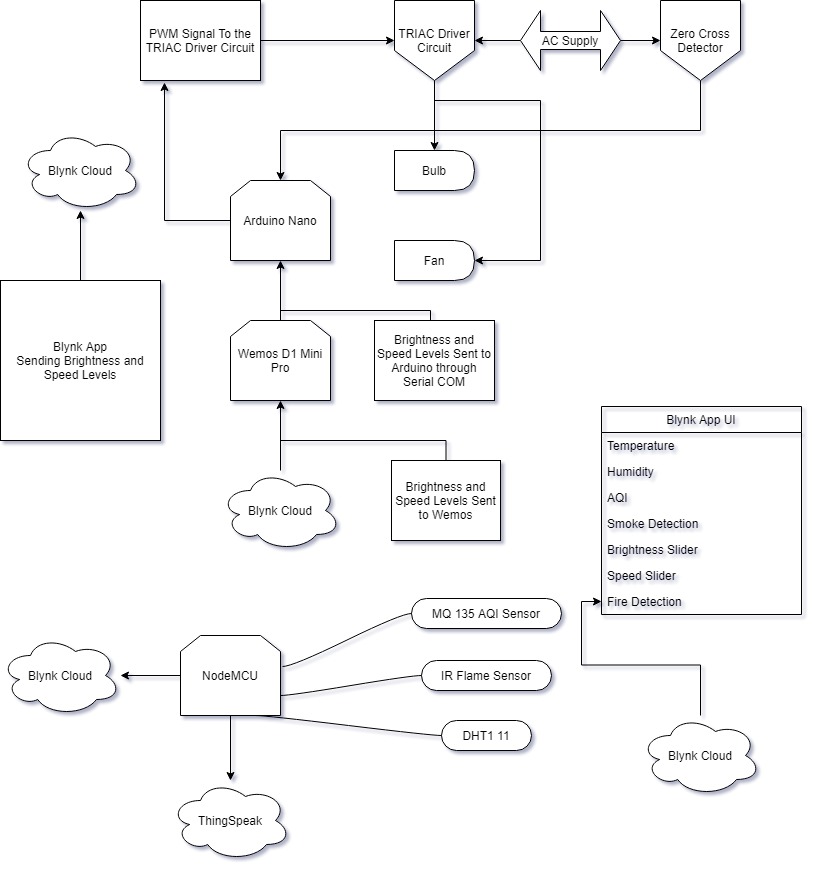 PWM Signal To the
TRIAC Driver Circuit
TRIAC Driver
Circuit
AC Supply
Zero Cross
Detector
Blynk Cloud
Bulb
Arduino Nano
Fan
Blynk App
Sending Brightness and
Speed Levels
Wemos D1 Mini
Pro
Brightness and
Speed Levels Sent to
Arduino through
Serial COM
Blynk Cloud
Brightness and
Speed Levels Sent
to Wemos
Blynk App UI
Temperature
Humidity
AQI
Smoke Detection
Brightness Slider
Speed Slider
Fire Detection
MQ 135 AQI Sensor
Blynk Cloud
NodeMCU
IR Flame Sensor
DHT1 11
Blynk Cloud
ThingSpeak